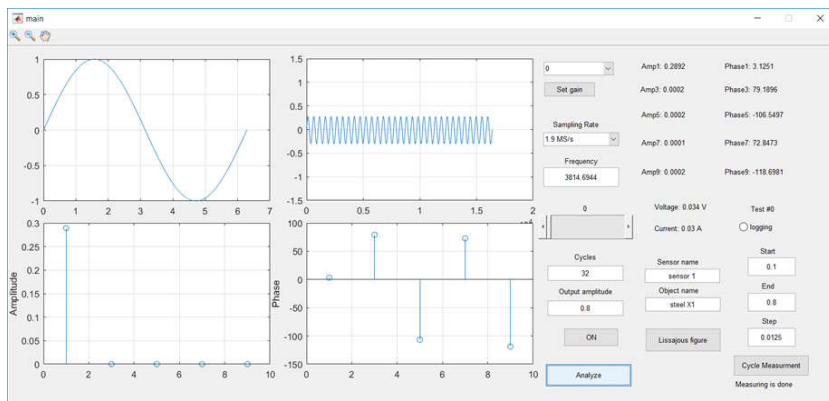 main
1
0.5
0
-0.5
-1
0 1 2 3 4 5 6 7
1.5
1
0.5
0
-0.5
-1
-1.5
0 0.5 1 1.5 2
0.3
0.25
0.2
0.15
0.1
0.05
0
Amplitude
0 2 4 6 8 10
100
50
0
-50
-100
-150
Phase
0 2 4 6 8 10
0
Set gain
Sampling Rate
1.9 MS/s
Frequency
3814.6944
Amp1: 0.2892 Phase1: 3.1251
Amp3: 0.0002 Phase3: 79.1896
Amp5: 0.0002 Phase5: -106.5497
Amp7: 0.0001 Phase7: 72.8473
Amp9: 0.0002 Phase9: -118.6981
0
Voltage: 0.034 V
Current: 0.03 A
Test #0
logging
Cycles
32
Output amplitude
0.8
ON
Analyze
Sensor name
sensor 1
Object name
steel X1
Lissajous figure
Start
0.1
End
0.8
Step
0.0125
Cycle Measurment
Measuring is done